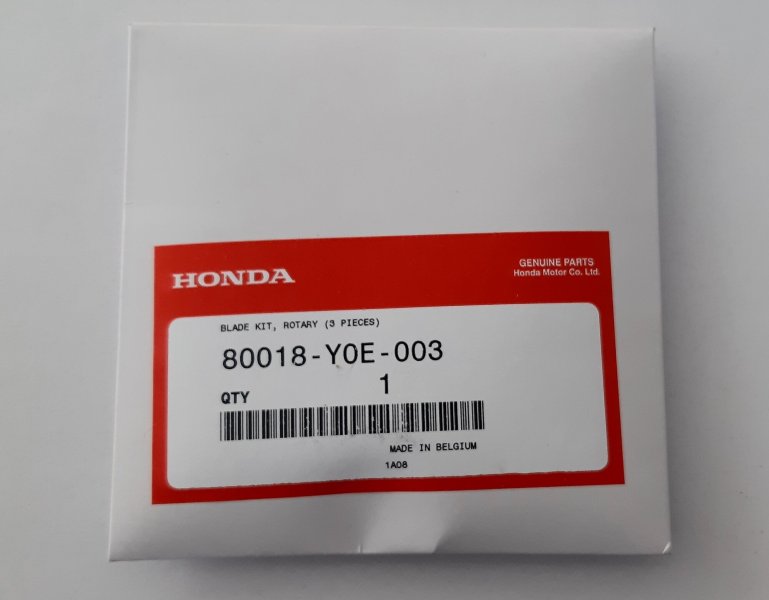 HONDA
GENUINE PARTS
Honda Motor Co. Ltd.
BLADE KIT, ROTARY (3 PIECES)
80018-Y0E-003
QTY 1
MADE IN BELGIUM
1A08